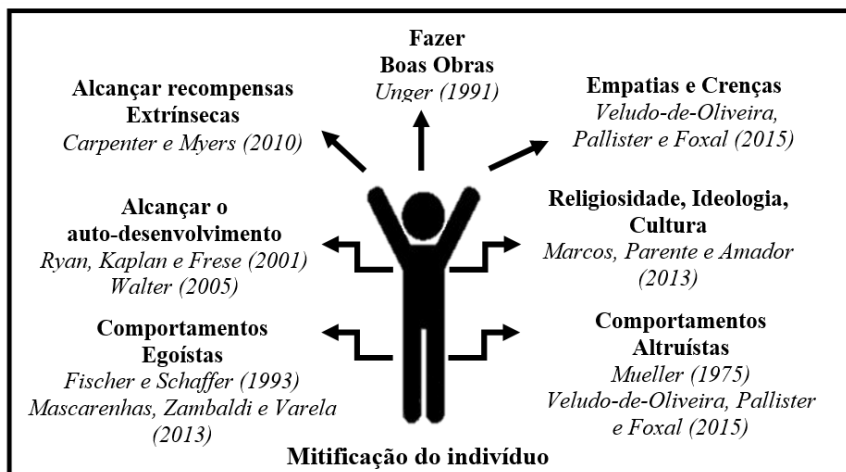 Fazer
Boas Obras
Unger (1991)
Alcançar recompensas
Extrínsecas
Carpenter e Myers (2010)
Empatias e Crenças
Veludo-de-Oliveira,
Pallister e Foxal (2015)
Alcançar o
auto-desenvolvimento
Ryan, Kaplan e Frese (2001)
Walter (2005)
Religiosidade, Ideologia,
Cultura
Marcos, Parente e Amador
(2013)
Comportamentos
Egoístas
Fischer e Schaffer (1993)
Mascarenhas, Zambaldi e Varela
(2013)
Comportamentos
Altruístas
Mueller (1975)
Veludo-de-Oliveira, Pallister
e Foxal (2015)
Mitificação do indivíduo